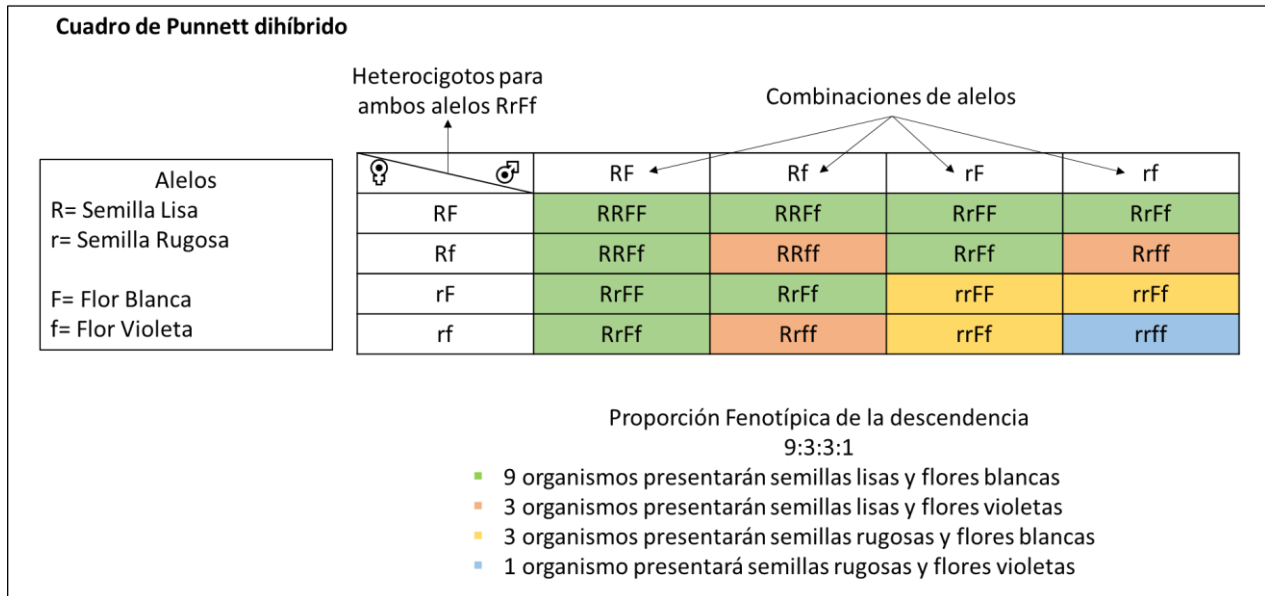 Cuadro de Punnett dihíbrido
Heterocigotos para
ambos alelos RrFf
Combinaciones de alelos
Alelos
R= Semilla Lisa
r= Semilla Rugosa
F= Flor Blanca
f= Flor Violeta
RF Rf rF rf
RF RRFF RRFf RrFF RrFf
Rf RRFf RRff RrFf Rrff
rF RrFF RrFf rrFF rrFf
rf RrFf Rrff rrFf rrff
Proporción Fenotípica de la descendencia
9:3:3:1
9 organismos presentarán semillas lisas y flores blancas
3 organismos presentarán semillas lisas y flores violetas
3 organismos presentarán semillas rugosas y flores blancas
1 organismo presentará semillas rugosas y flores violetas